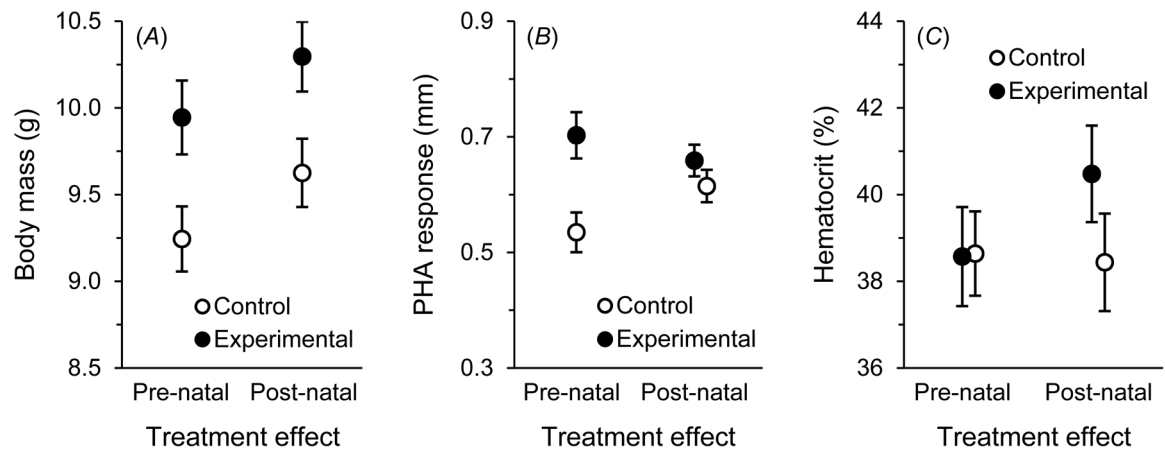 (A)
Body mass (g)
10.5
10.0
9.5
9.0
8.5
Control
Experimental
Pre-natal Post-natal
Treatment effect
(B)
PHA response (mm)
0.9
0.7
0.5
0.3
Control
Experimental
Pre-natal Post-natal
Treatment effect
(C)
Hematocrit (%)
44
42
40
38
36
Control
Experimental
Pre-natal Post-natal
Treatment effect